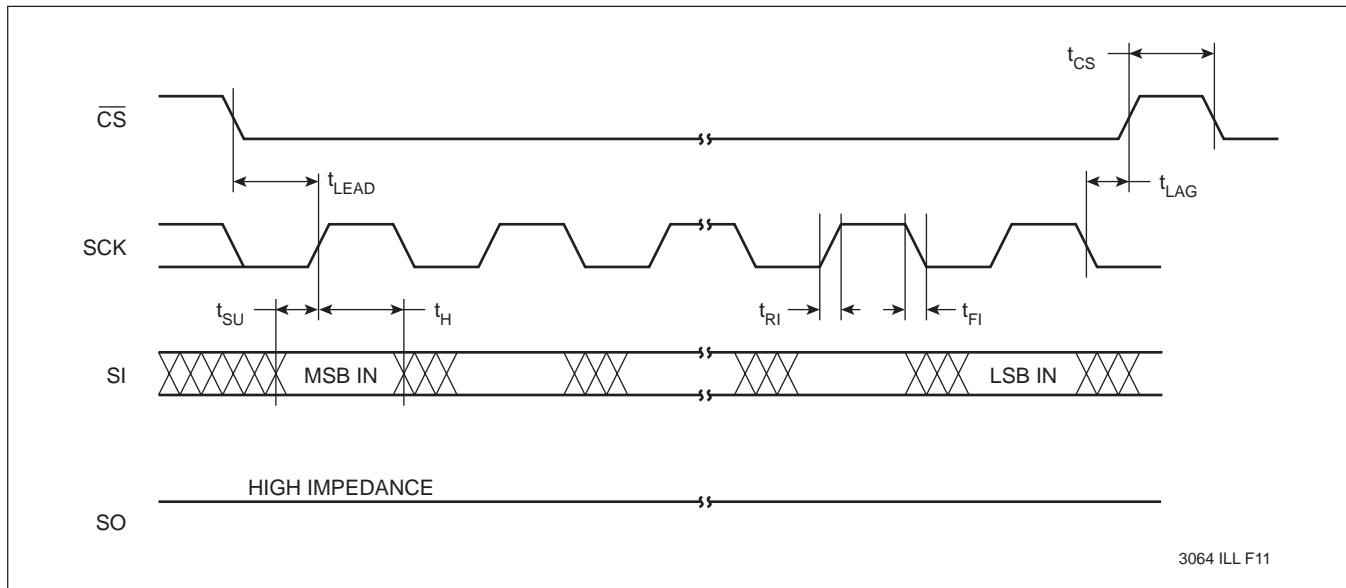 t_CS
C̅S̅
t_LEAD
t_LAG
SCK
t_SU
t_H
t_RI
t_FI
SI
MSB IN
LSB IN
HIGH IMPEDANCE
SO
3064 ILL F11